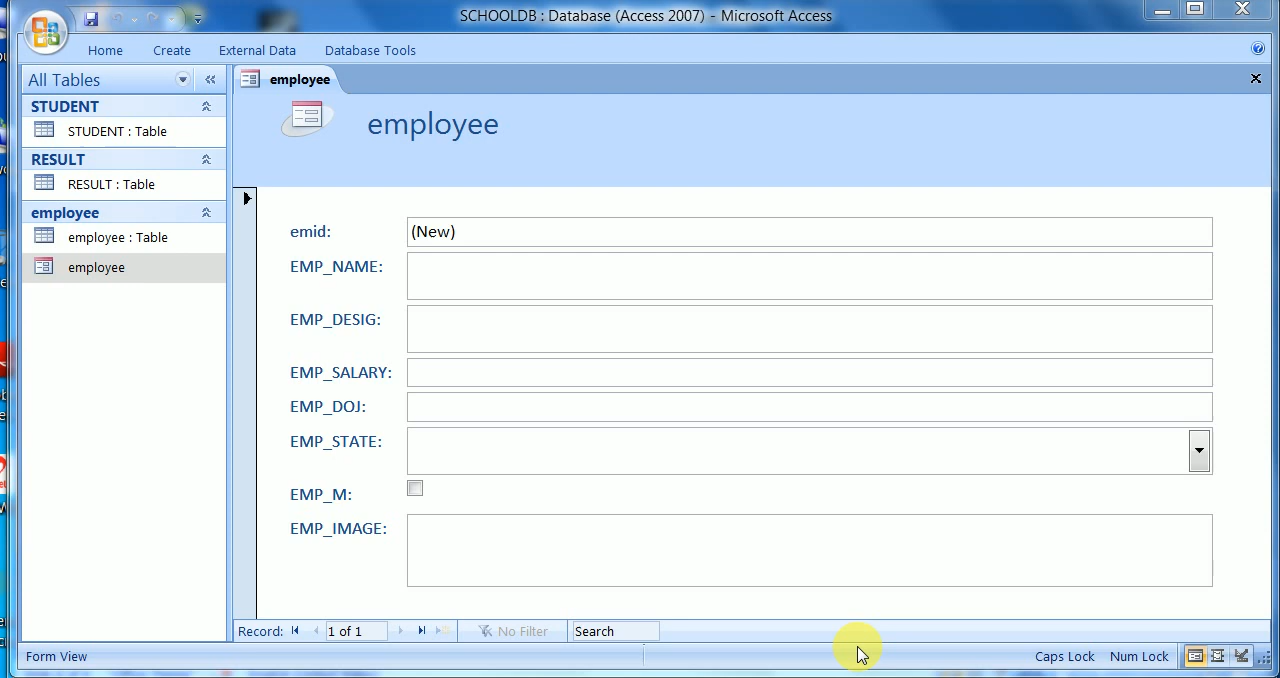 SCHOOLDB : Database (Access 2007) - Microsoft Access
Home Create External Data Database Tools
All Tables
employee
STUDENT
STUDENT : Table
RESULT
RESULT : Table
employee
employee : Table
employee
employee
emid: (New)
EMP_NAME:
EMP_DESIG:
EMP_SALARY:
EMP_DOJ:
EMP_STATE:
EMP_M:
EMP_IMAGE:
Record: 1 of 1 No Filter Search
Form View Caps Lock Num Lock